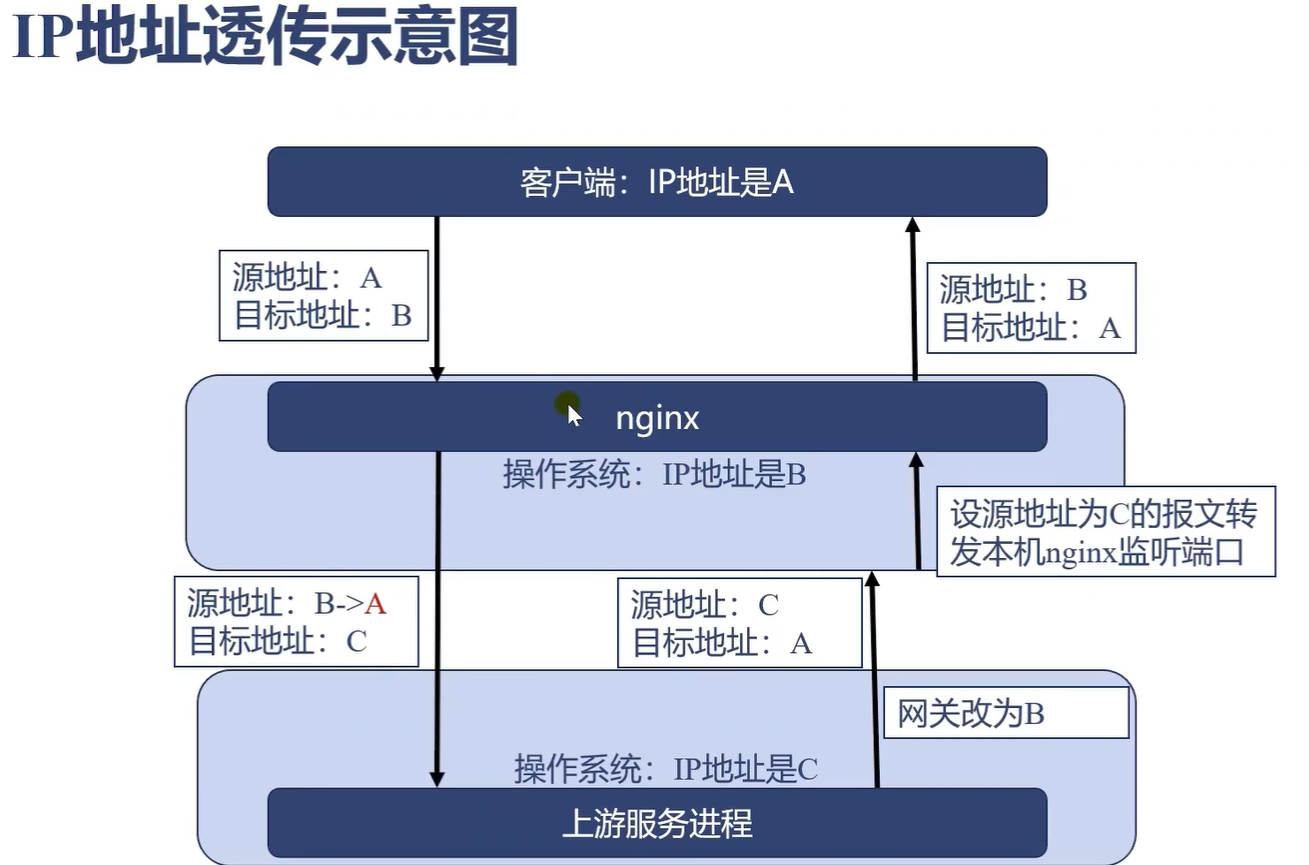 IP地址透传示意图
客户端：IP地址是A
源地址：A
目标地址：B
源地址：B
目标地址：A
nginx
操作系统：IP地址是B
设源地址为C的报文转
发本机nginx监听端口
源地址：B->A
目标地址：C
源地址：C
目标地址：A
网关改为B
操作系统：IP地址是C
上游服务进程